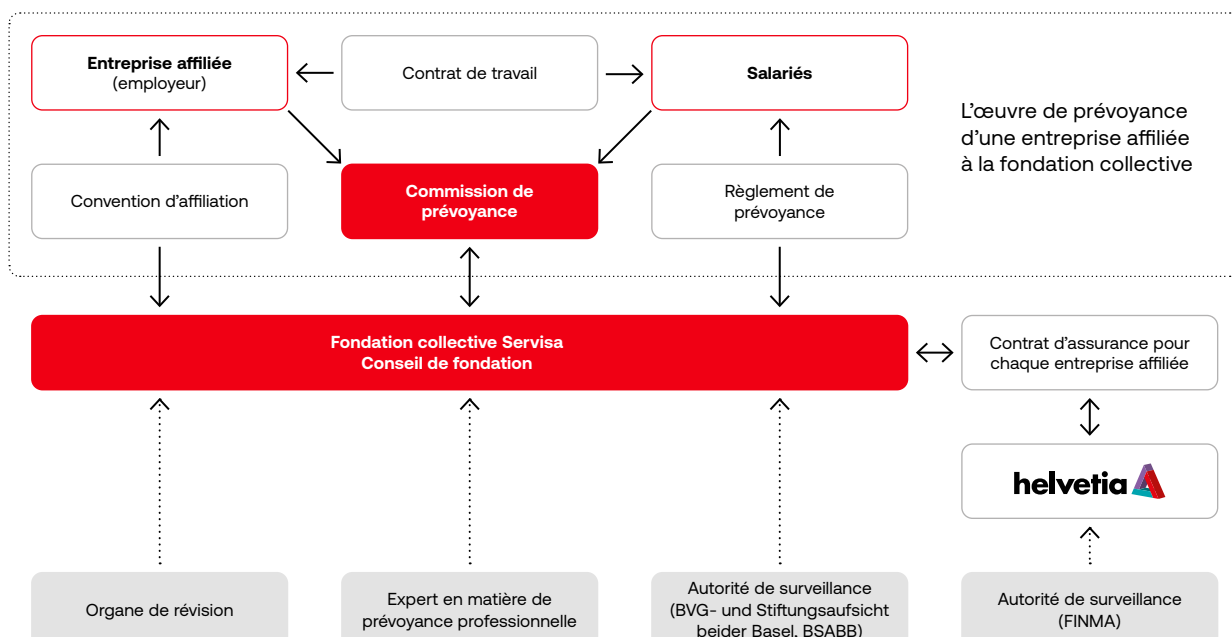 Entreprise affiliée
(employeur)
Contrat de travail
Salariés
L’œuvre de prévoyance
d’une entreprise affiliée
à la fondation collective
Convention d’affiliation
Commission de
prévoyance
Règlement de
prévoyance
Fondation collective Servisa
Conseil de fondation
Contrat d’assurance pour
chaque entreprise affiliée
helvetia
Organe de révision
Expert en matière de
prévoyance professionnelle
Autorité de surveillance
(BVG- und Stiftungsaufsicht
beider Basel, BSABB)
Autorité de surveillance
(FINMA)